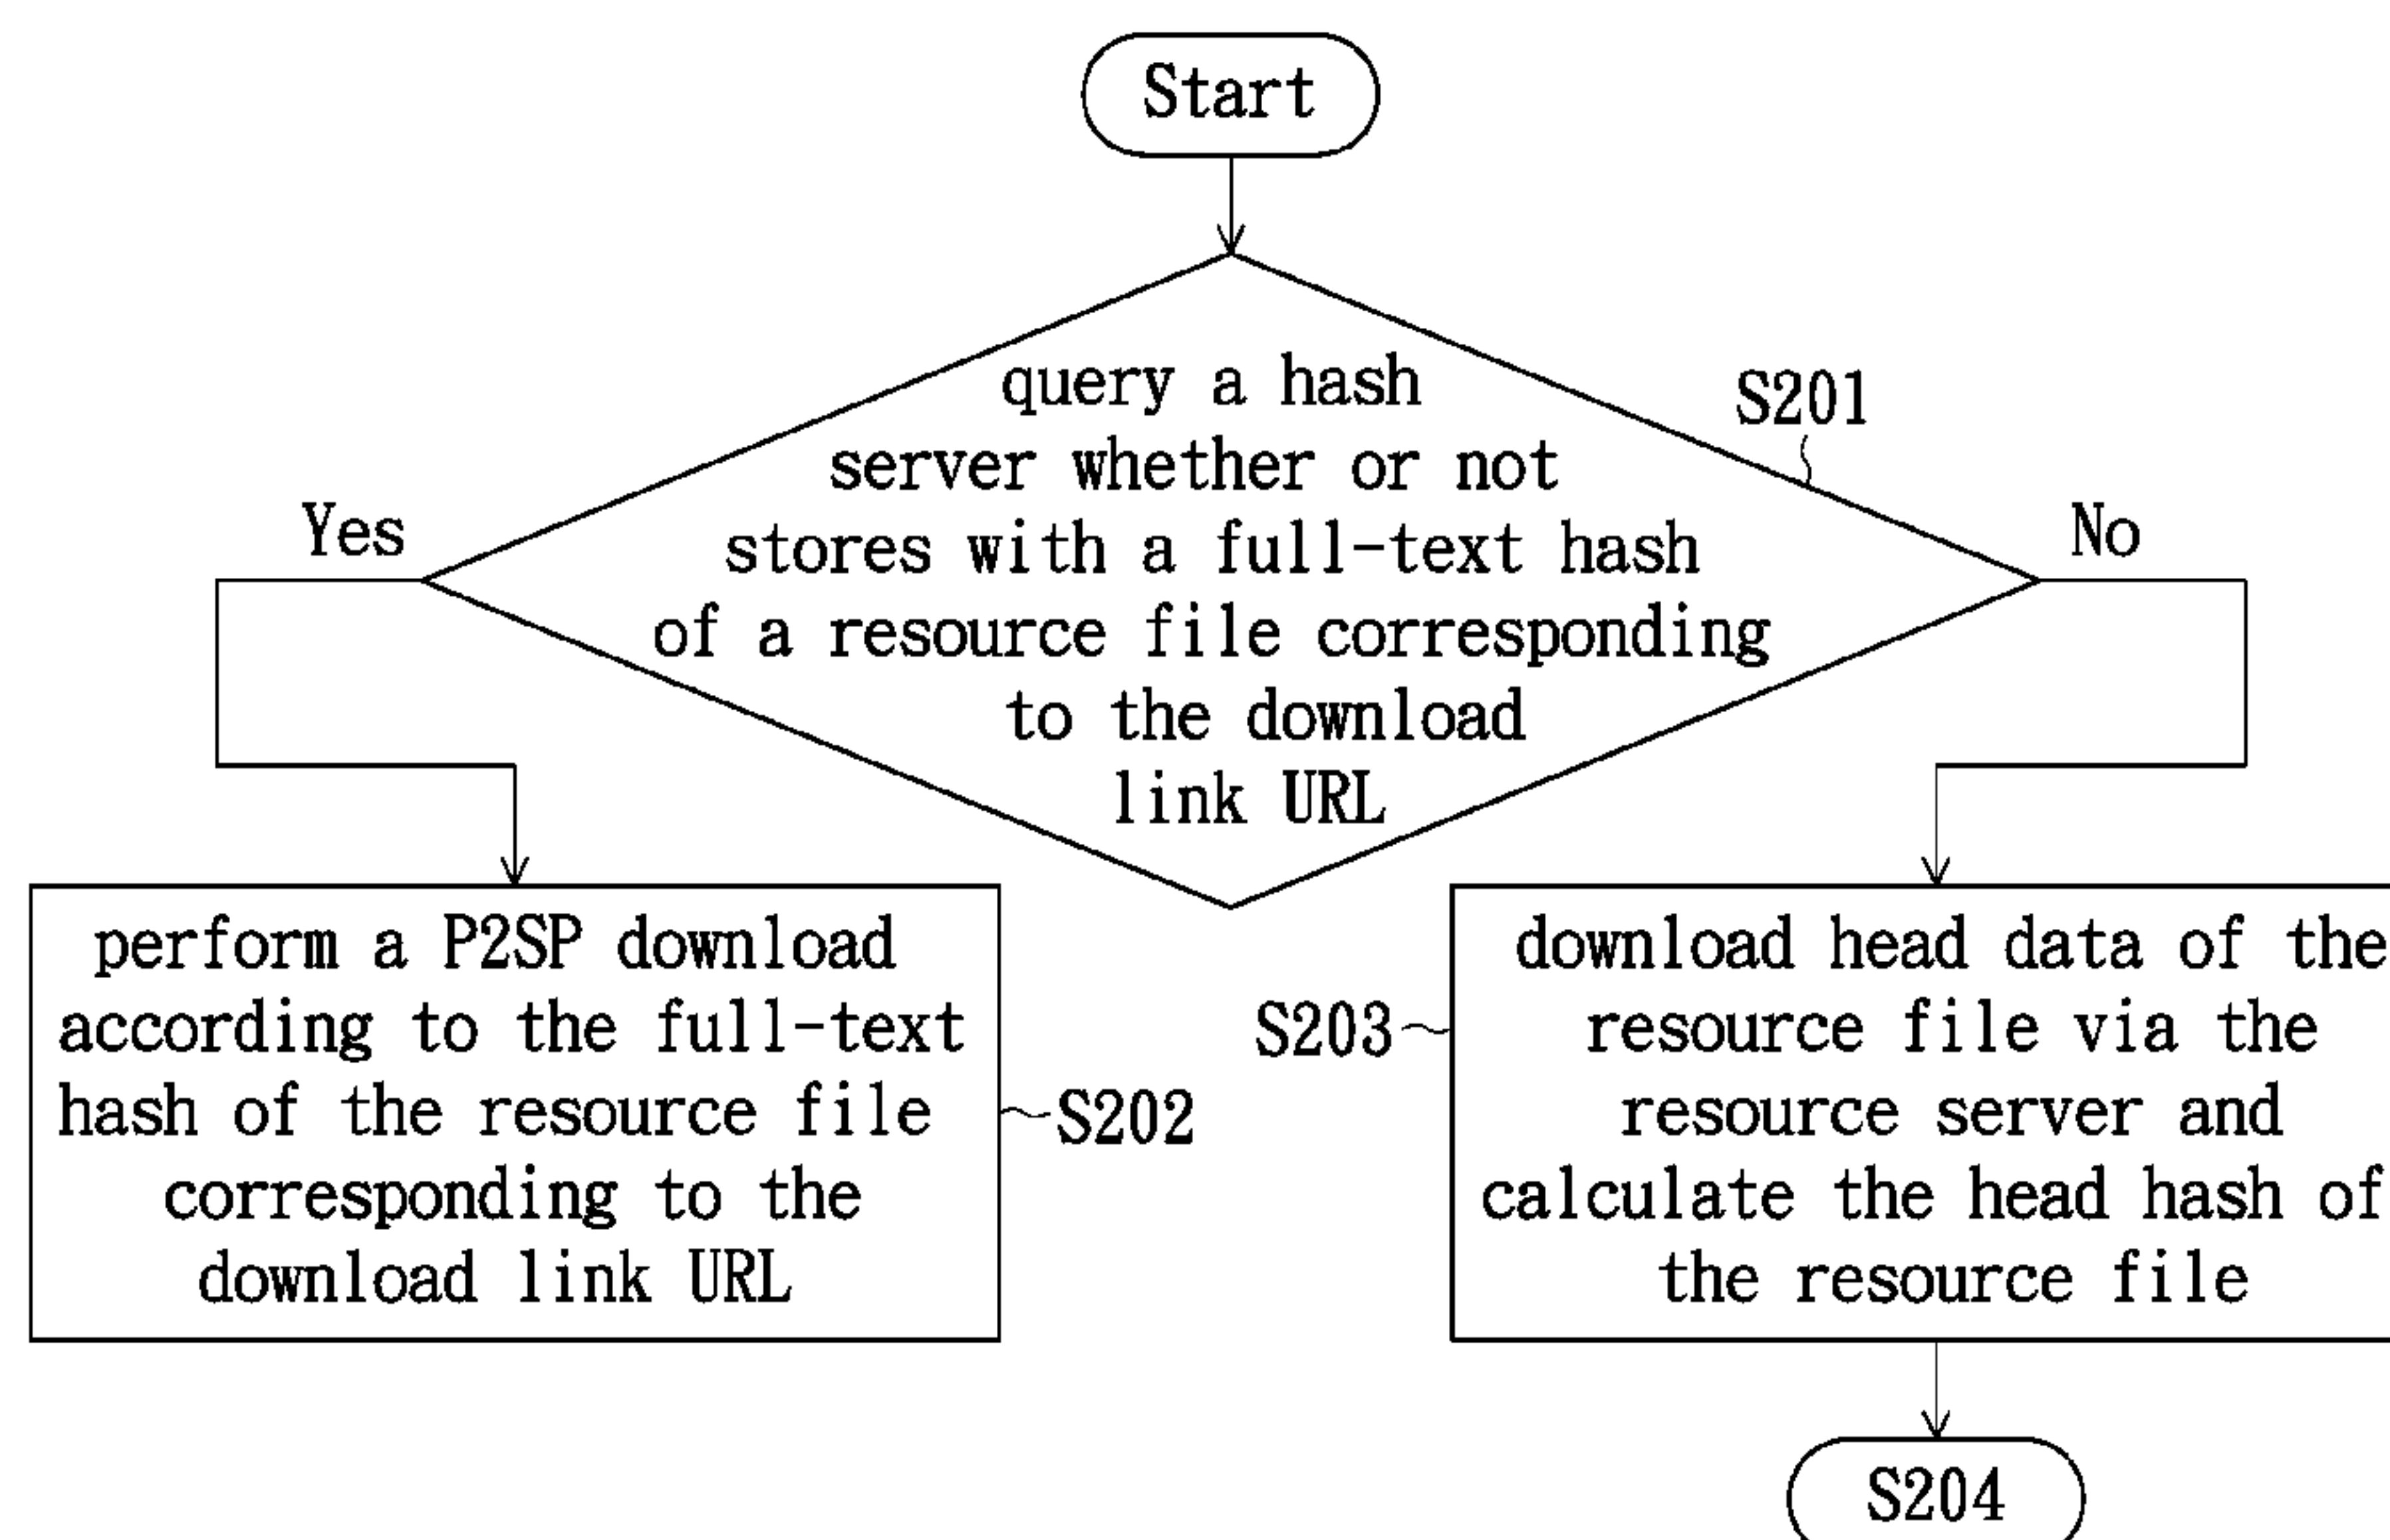 Start
query a hash
server whether or not
stores with a full-text hash
of a resource file corresponding
to the download
link URL
S201
Yes
No
perform a P2SP download
according to the full-text
hash of the resource file
corresponding to the
download link URL
S202
S203
download head data of the
resource file via the
resource server and
calculate the head hash of
the resource file
S204